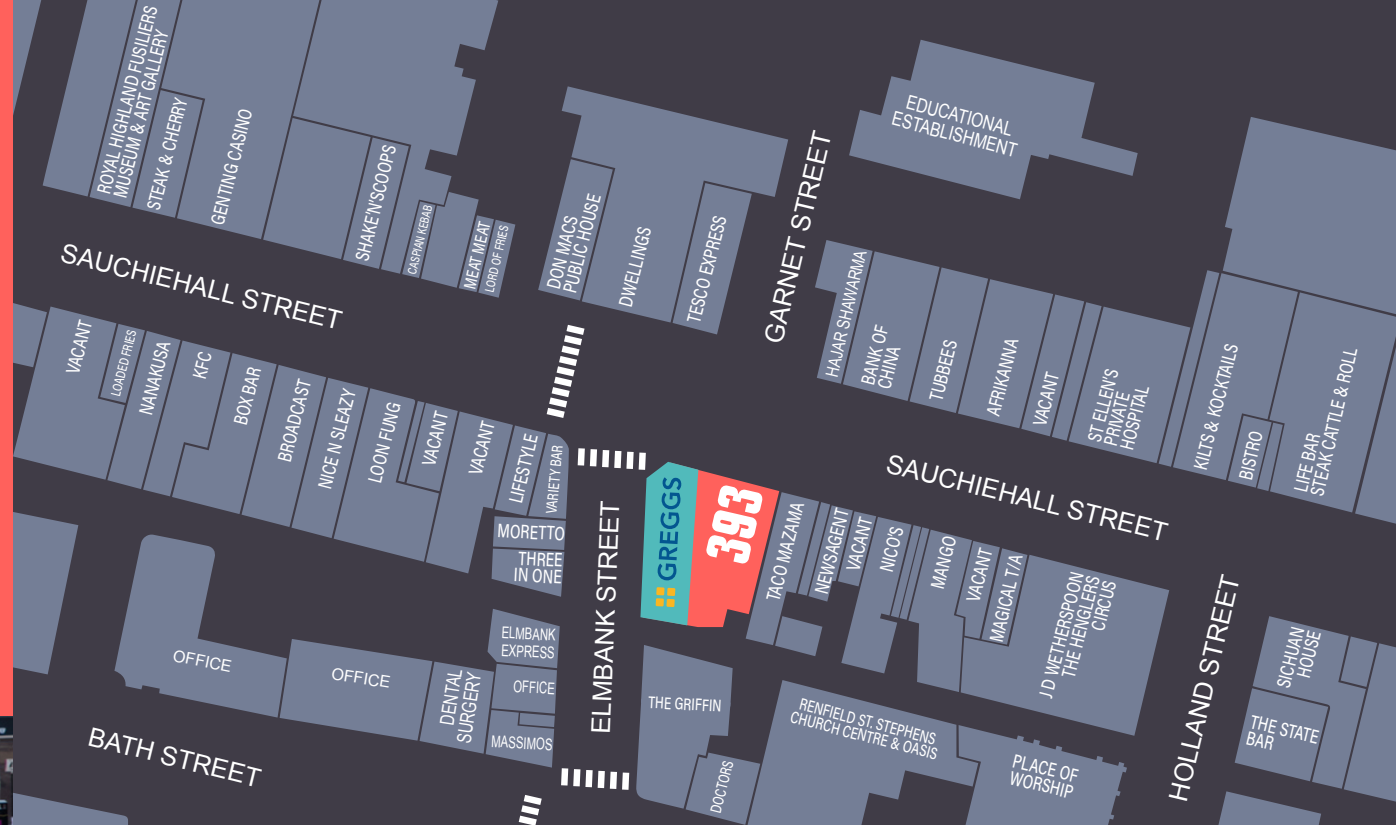 ROYAL HIGHLAND FUSILIERS
MUSEUM & ART GALLERY
STEAK & CHERRY
GENTING CASINO
SHAKE'N'SCOOPS
CASPIAN KEBAB
MEAT MEAT
LORD OF FRIES
DON MACS
PUBLIC HOUSE
DWELLINGS
TESCO EXPRESS
GARNET STREET
EDUCATIONAL
ESTABLISHMENT
SAUCHIEHALL STREET
HAJAR SHAWARMA
BANK OF
CHINA
TUBBEES
AFRIKANNA
VACANT
ST ELLEN'S
PRIVATE
HOSPITAL
KILTS & KOCKTAILS
BISTRO
LIFE BAR
STEAK CATTLE & ROLL
VACANT
LOADED FRIES
NANAKUSA
KFC
BOX BAR
BROADCAST
NICE N SLEAZY
LOON FUNG
VACANT
VACANT
LIFESTYLE
VARIETY BAR
MORETTO
THREE
IN ONE
ELMBANK STREET
GREGGS
393
TACO MAZAMA
NEWSAGENT
VACANT
NICO'S
MANGO
VACANT
MAGICAL T/A
J D WETHERSPOON
THE HENGLERS
CIRCUS
SAUCHIEHALL STREET
HOLLAND STREET
SICHUAN
HOUSE
THE STATE
BAR
OFFICE
OFFICE
DENTAL
SURGERY
ELMBANK
EXPRESS
OFFICE
MASSIMOS
THE GRIFFIN
DOCTORS
RENFIELD ST. STEPHENS
CHURCH CENTRE & OASIS
PLACE OF
WORSHIP
BATH STREET